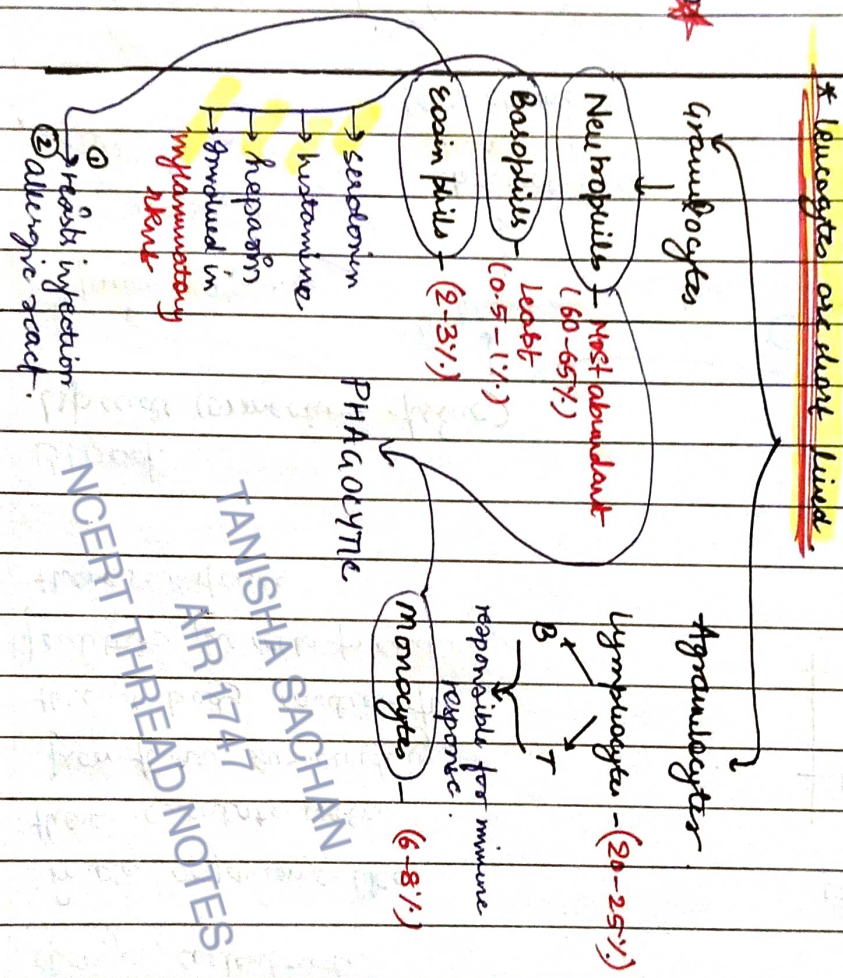 * Leucocytes are short lived.
Granulocytes
Agranulocytes
Neutrophils – Most abundant
(60-65%)
Basophils – Least
(0.5-1%)
Eosinphills – (2-3%)
→ serotonin
→ histamine
→ heparin
→ involved in
inflammatory
rxns
① → resists infection
② allergic react.
PHAGOCYTIC
Lymphocytes – (20-25%)
B T
responsible for immune
response.
Monocytes – (6-8%)
TANISHA SACHAN
AIR 1747
NCERT THREAD NOTES